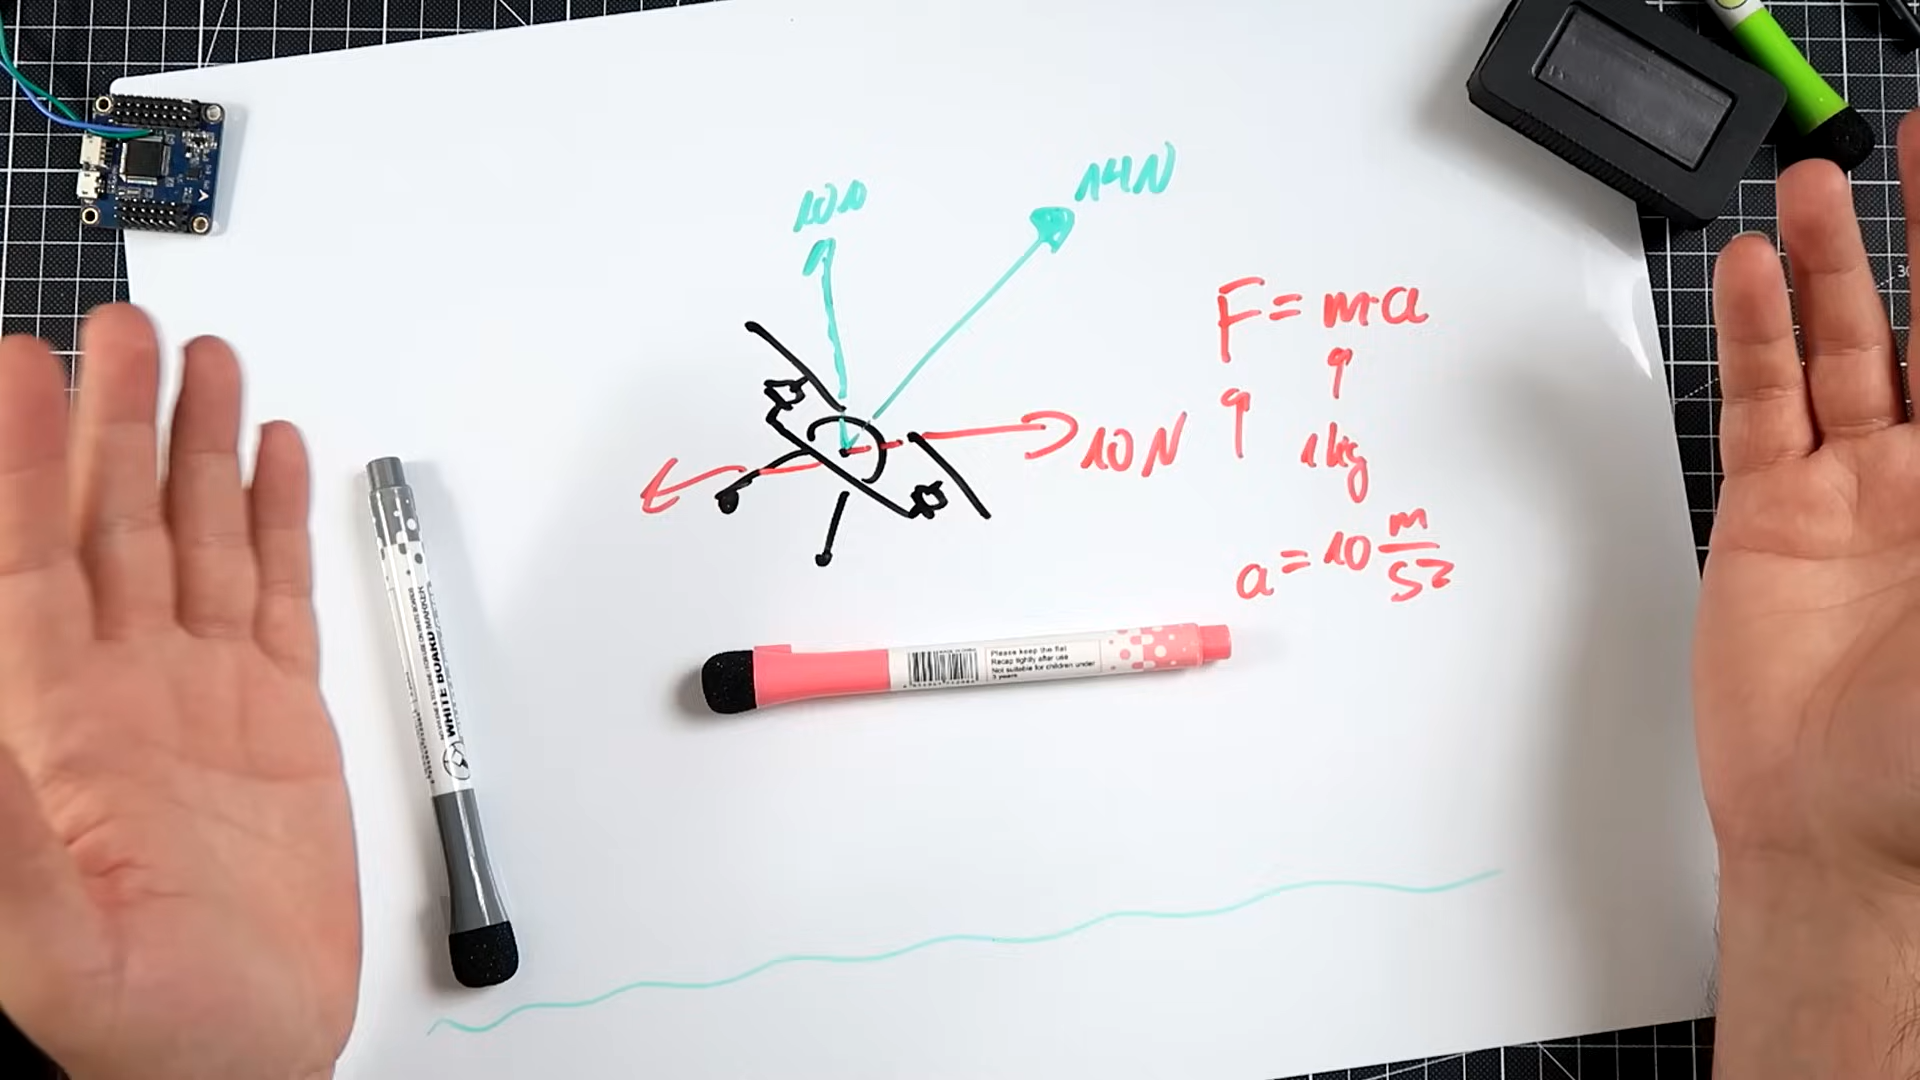 10N
14N
F = m·a
10N
1kg
a = 10 m/s²
WHITE BOARD MARKER
Please keep the flat
Recap tightly after use
Not suitable for children under
3 years